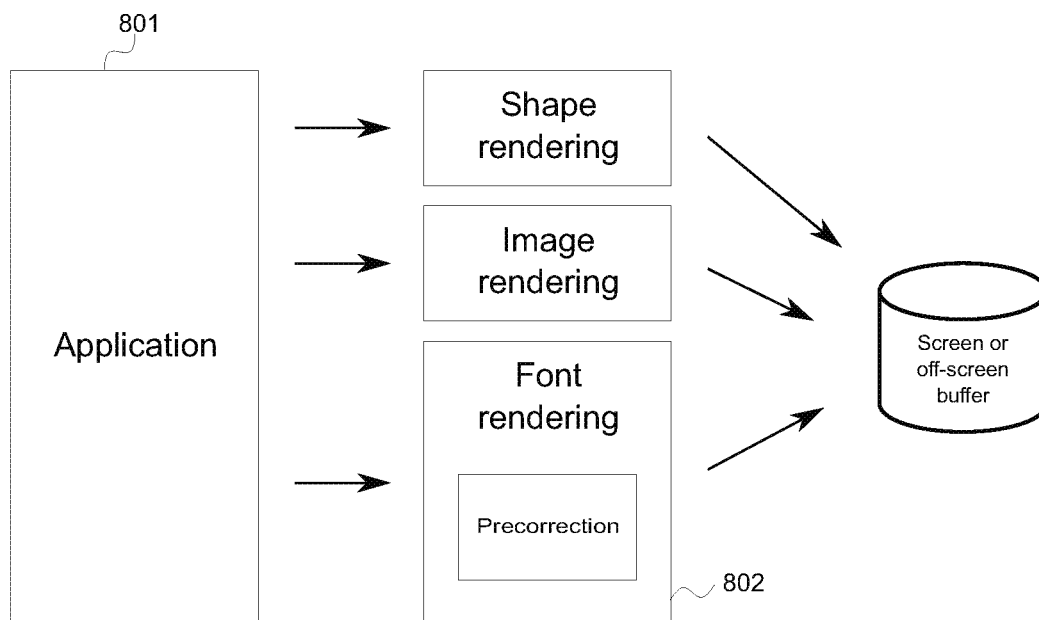 801
Application
Shape
rendering
Image
rendering
Font
rendering
Precorrection
802
Screen or
off-screen
buffer